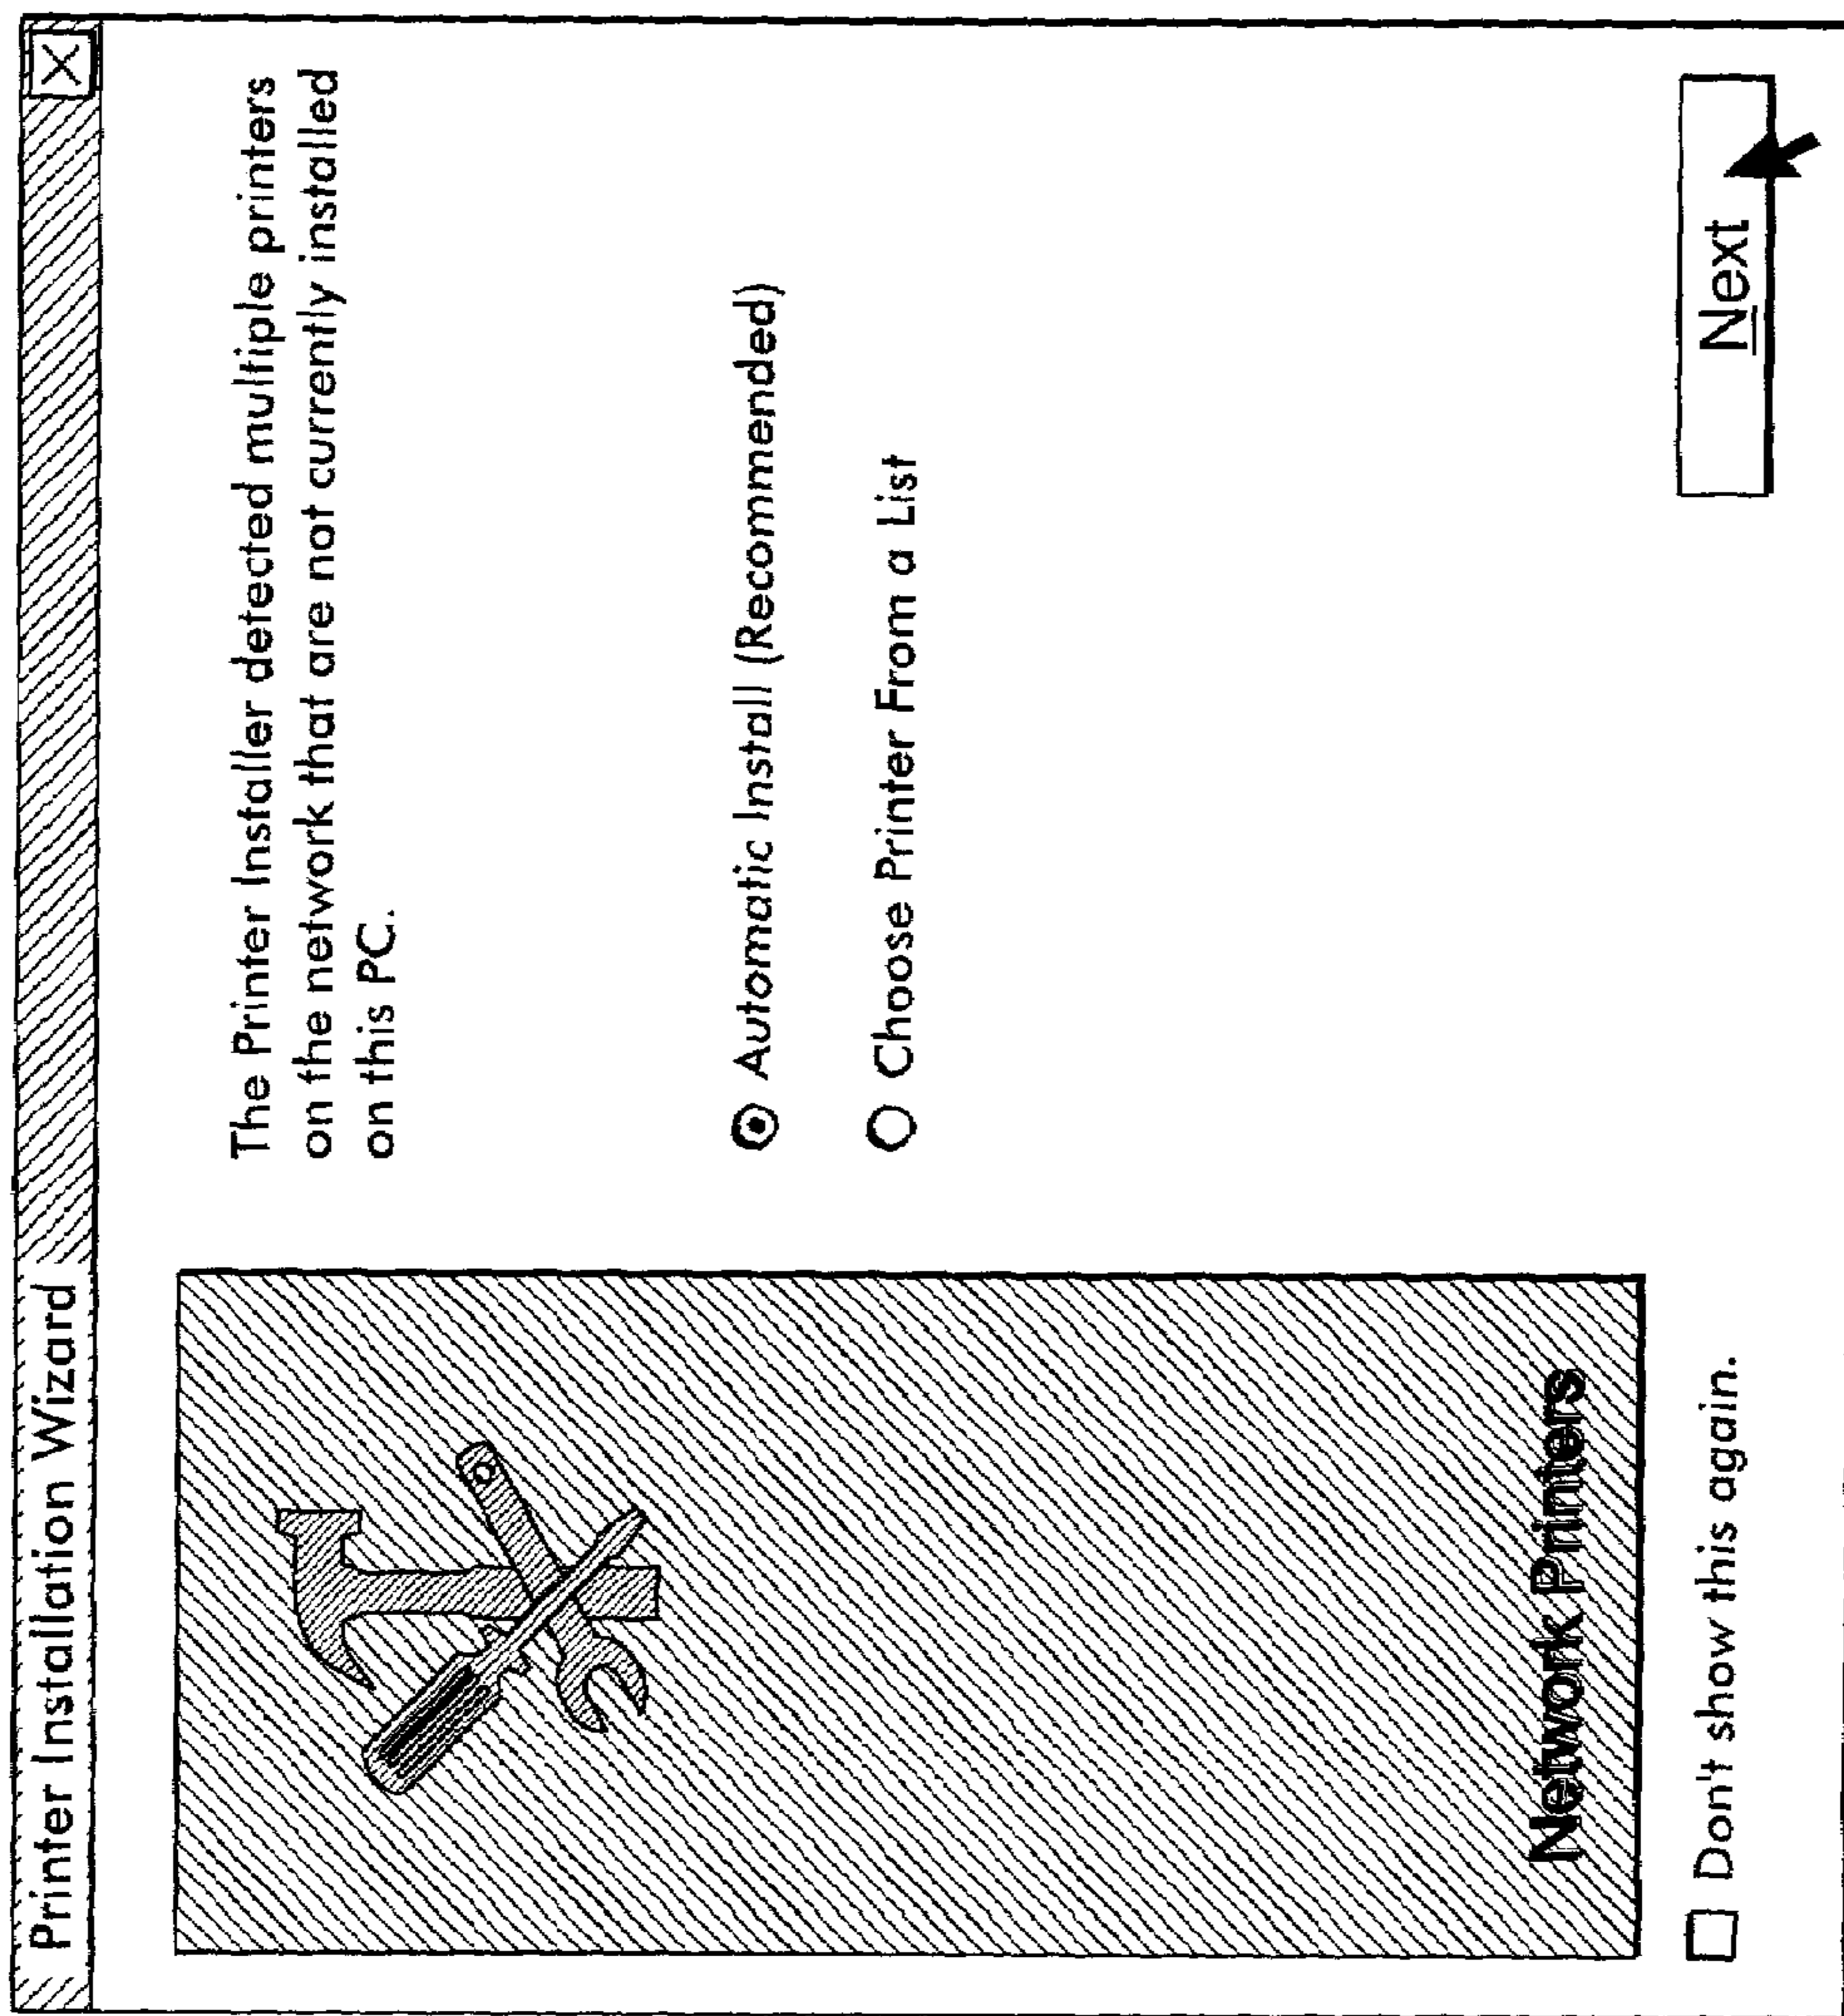 Printer Installation Wizard
X
The Printer Installer detected multiple printers
on the network that are not currently installed
on this PC.
Automatic Install (Recommended)
Choose Printer From a List
Network Printers
Don't show this again.
Next